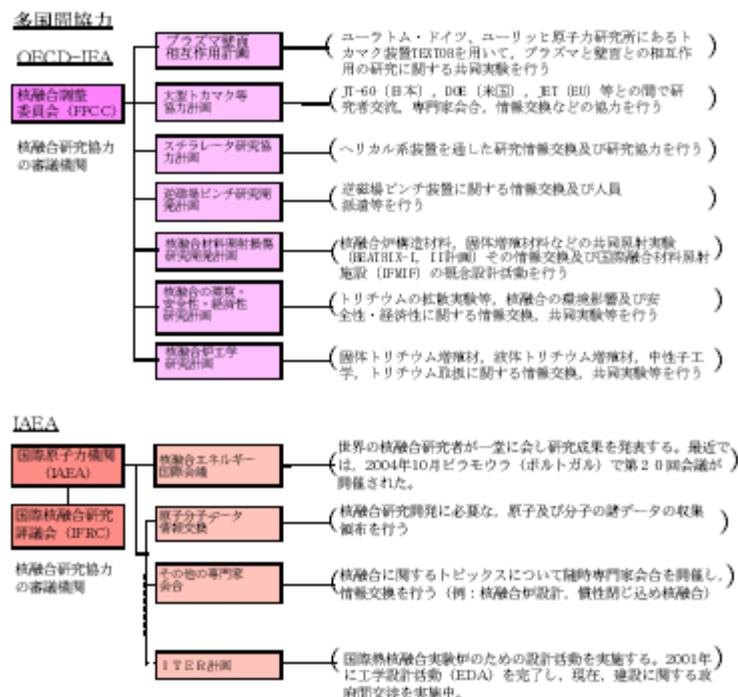 多国間協力
OECD-IEA
核融合調整
委員会 (FPCC)
核融合研究協力
の審議機関
プラズマ壁面
相互作用計画
ユーラトム・ドイツ、ユーリッヒ原子力研究所にあるト
カマク装置TEXTORを用いて、プラズマと壁面との相互作
用の研究に関する共同実験を行う
大型トカマク等
協力計画
JT-60 (日本) , DOE (米国) , JET (EU) 等との間で研
究者交流, 専門家会合, 情報交換などの協力を行う
ステラレータ研究協
力計画
ヘリカル系装置を通した研究情報交換及び研究協力を行う
逆磁場ピンチ研究開
発計画
逆磁場ピンチ装置に関する情報交換及び人員
派遣等を行う
核融合材料照射損傷
研究開発計画
核融合炉構造材料, 固体増殖材料などの共同照射実験
(BEATRIX-I, II計画) その情報交換及び国際融合材料照射
施設 (IFMIF) の概念設計活動を行う
核融合の環境・
安全性・経済性
研究計画
トリチウムの拡散実験等, 核融合の環境影響及び安
全性・経済性に関する情報交換, 共同実験等を行う
核融合炉工学
研究計画
固体トリチウム増殖材, 液体トリチウム増殖材, 中性子工
学, トリチウム取扱に関する情報交換, 共同実験等を行う
IAEA
国際原子力機関
(IAEA)
国際核融合研究
評議会 (IFRC)
核融合研究協力
の審議機関
核融合エネルギー
国際会議
世界の核融合研究者が一堂に会し研究成果を発表する。最近で
は, 2004年10月ビラモウラ (ポルトガル) で第20回会議が
開催された。
原子分子データ
情報交換
核融合研究開発に必要な, 原子及び分子の諸データの収集
頒布を行う
その他の専門家
会合
核融合に関するトピックスについて随時専門家会合を開催し,
情報交換を行う (例:核融合炉設計, 慣性閉じ込め核融合)
ITER計画
国際熱核融合実験炉のための設計活動を実施する。2001年
に工学設計活動 (EDA) を完了し, 現在, 建設に関する政
府間交渉を実施中。